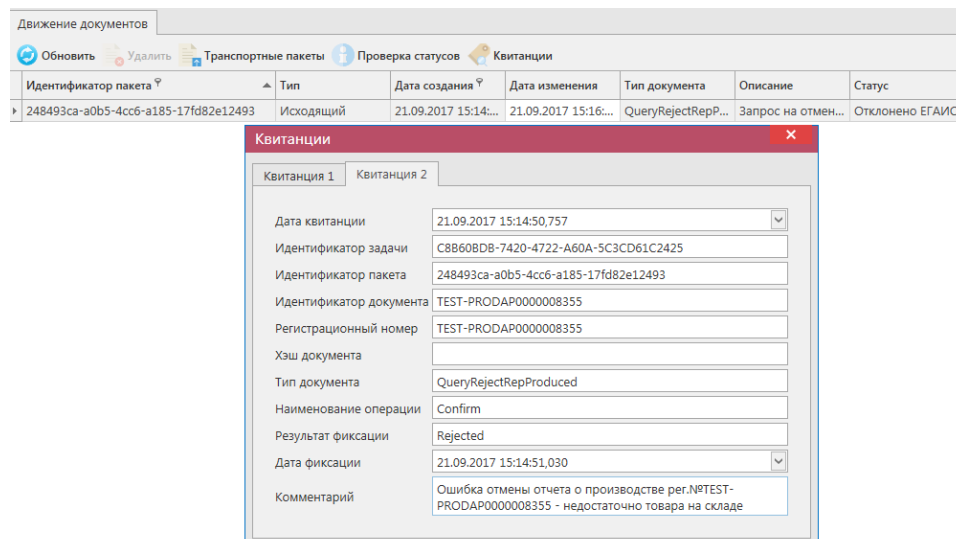 Движение документов
Обновить Удалить Транспортные пакеты Проверка статусов Квитанции
Идентификатор пакета Тип Дата создания Дата изменения Тип документа Описание Статус
248493ca-a0b5-4cc6-a185-17fd82e12493 Исходящий 21.09.2017 15:14:... 21.09.2017 15:16:... QueryRejectRepP... Запрос на отмен... Отклонено ЕГАИС
Квитанции
Квитанция 1 Квитанция 2
Дата квитанции 21.09.2017 15:14:50,757
Идентификатор задачи C8B60BDB-7420-4722-A60A-5C3CD61C2425
Идентификатор пакета 248493ca-a0b5-4cc6-a185-17fd82e12493
Идентификатор документа TEST-PRODAP0000008355
Регистрационный номер TEST-PRODAP0000008355
Хэш документа
Тип документа QueryRejectRepProduced
Наименование операции Confirm
Результат фиксации Rejected
Дата фиксации 21.09.2017 15:14:51,030
Комментарий Ошибка отмены отчета о производстве рег.№TEST-
PRODAP0000008355 - недостаточно товара на складе